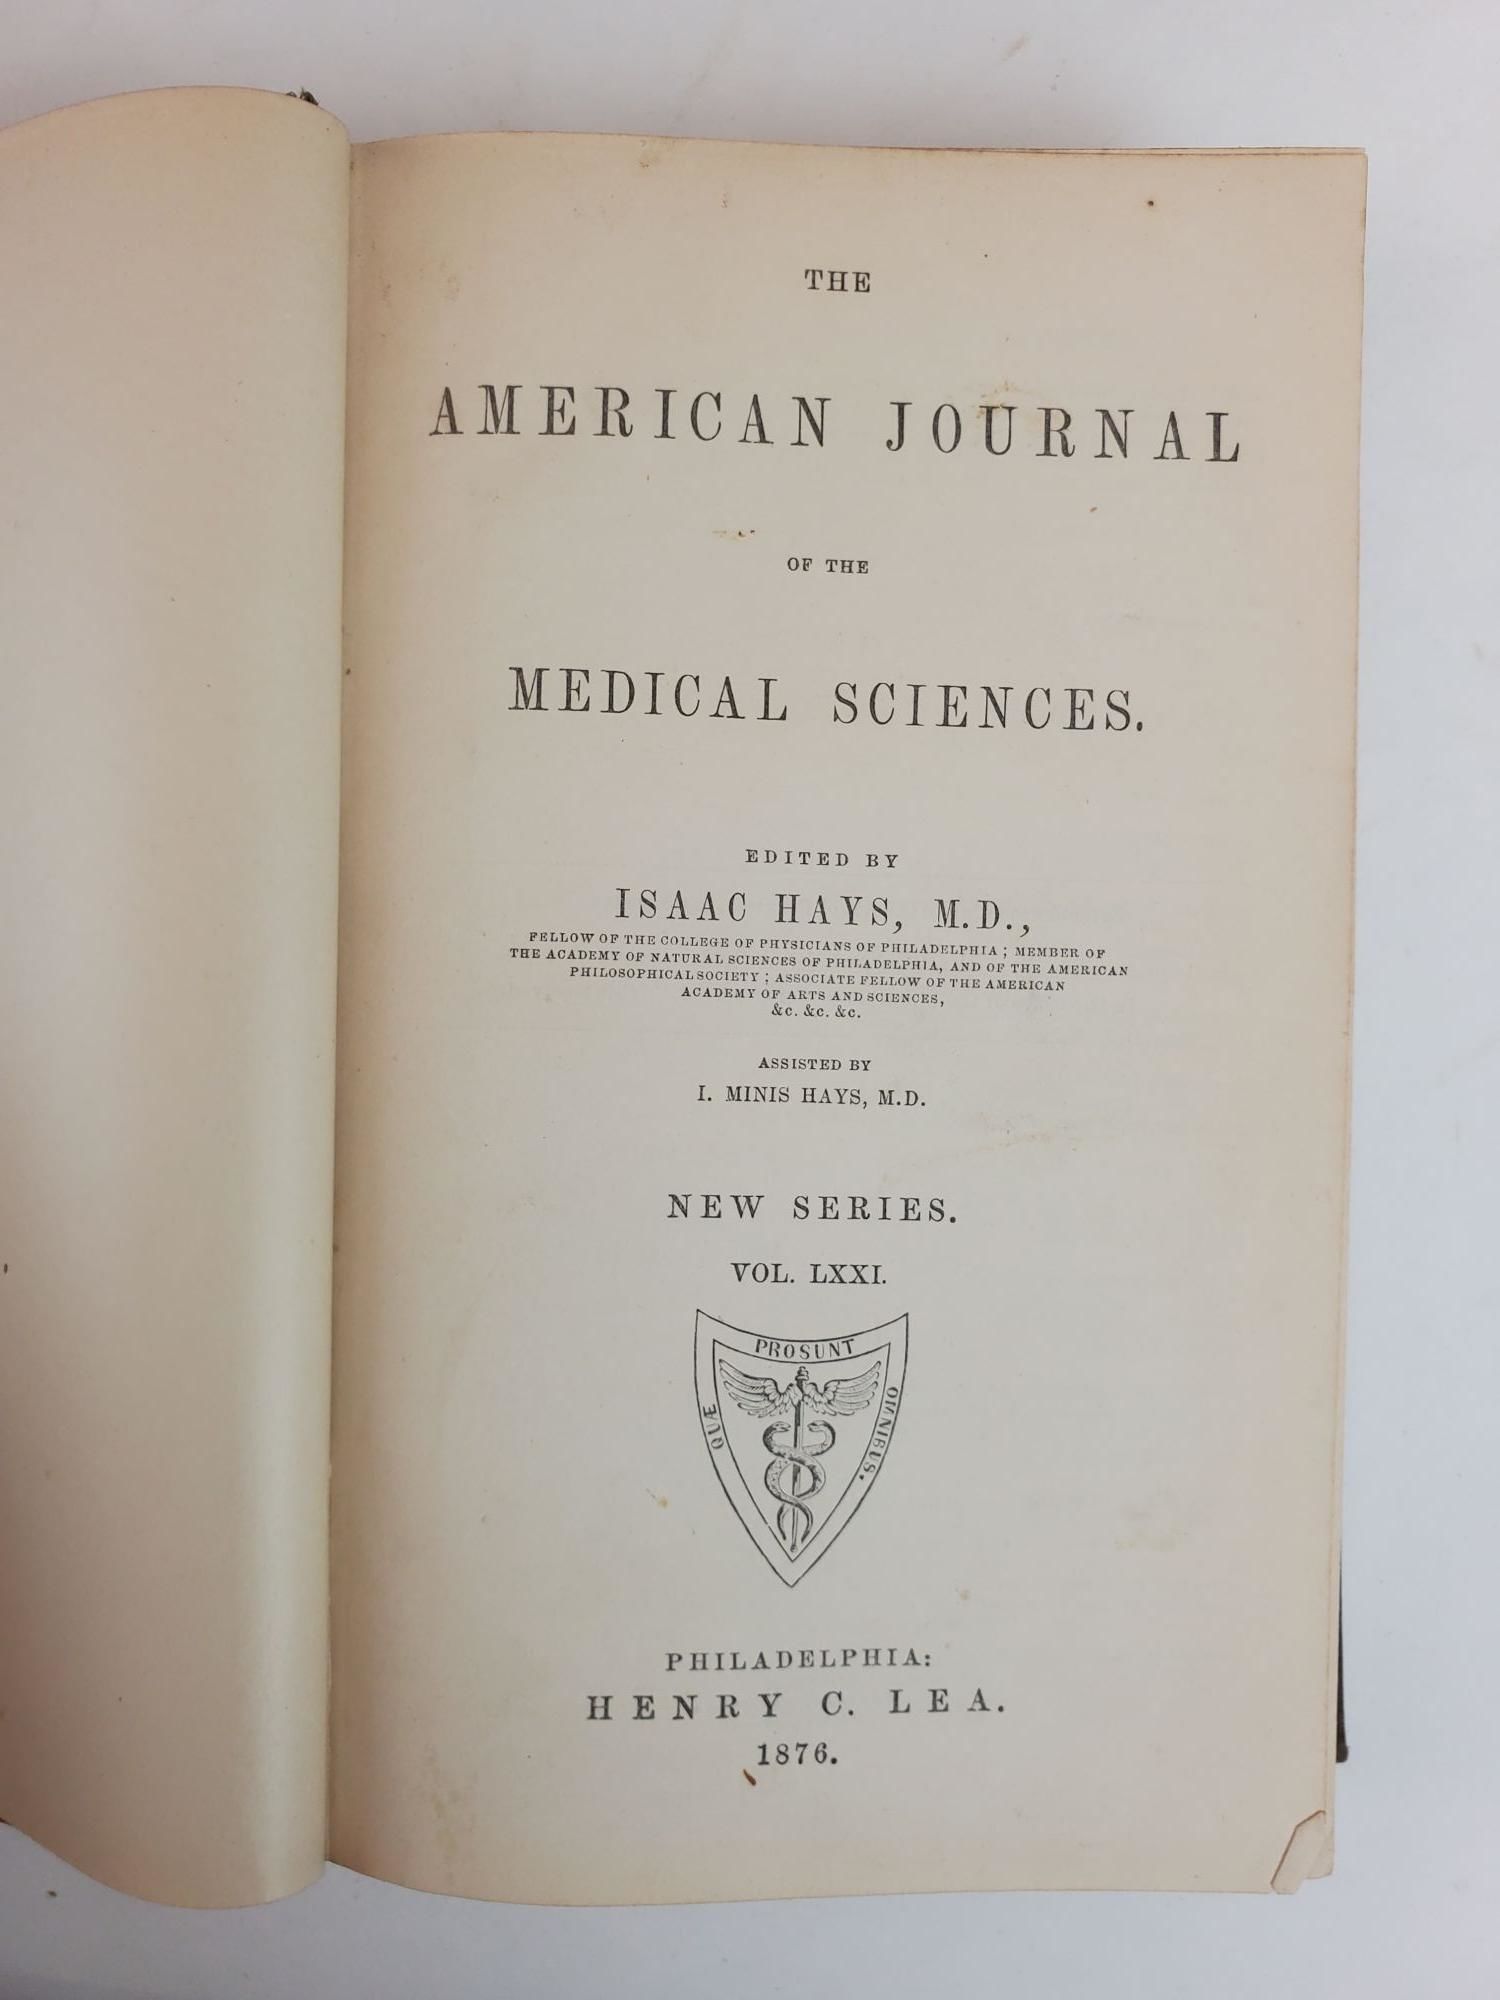 THE
AMERICAN JOURNAL
OF THE
MEDICAL SCIENCES.
EDITED BY
ISAAC HAYS, M.D.,
FELLOW OF THE COLLEGE OF PHYSICIANS OF PHILADELPHIA; MEMBER OF
THE ACADEMY OF NATURAL SCIENCES OF PHILADELPHIA, AND OF THE AMERICAN
PHILOSOPHICAL SOCIETY; ASSOCIATE FELLOW OF THE AMERICAN
ACADEMY OF ARTS AND SCIENCES,
&c. &c. &c.
ASSISTED BY
I. MINIS HAYS, M.D.
NEW SERIES.
VOL. LXXI.
QUÆ
PROSUNT
OMNIBUS.
PHILADELPHIA:
HENRY C. LEA.
1876.